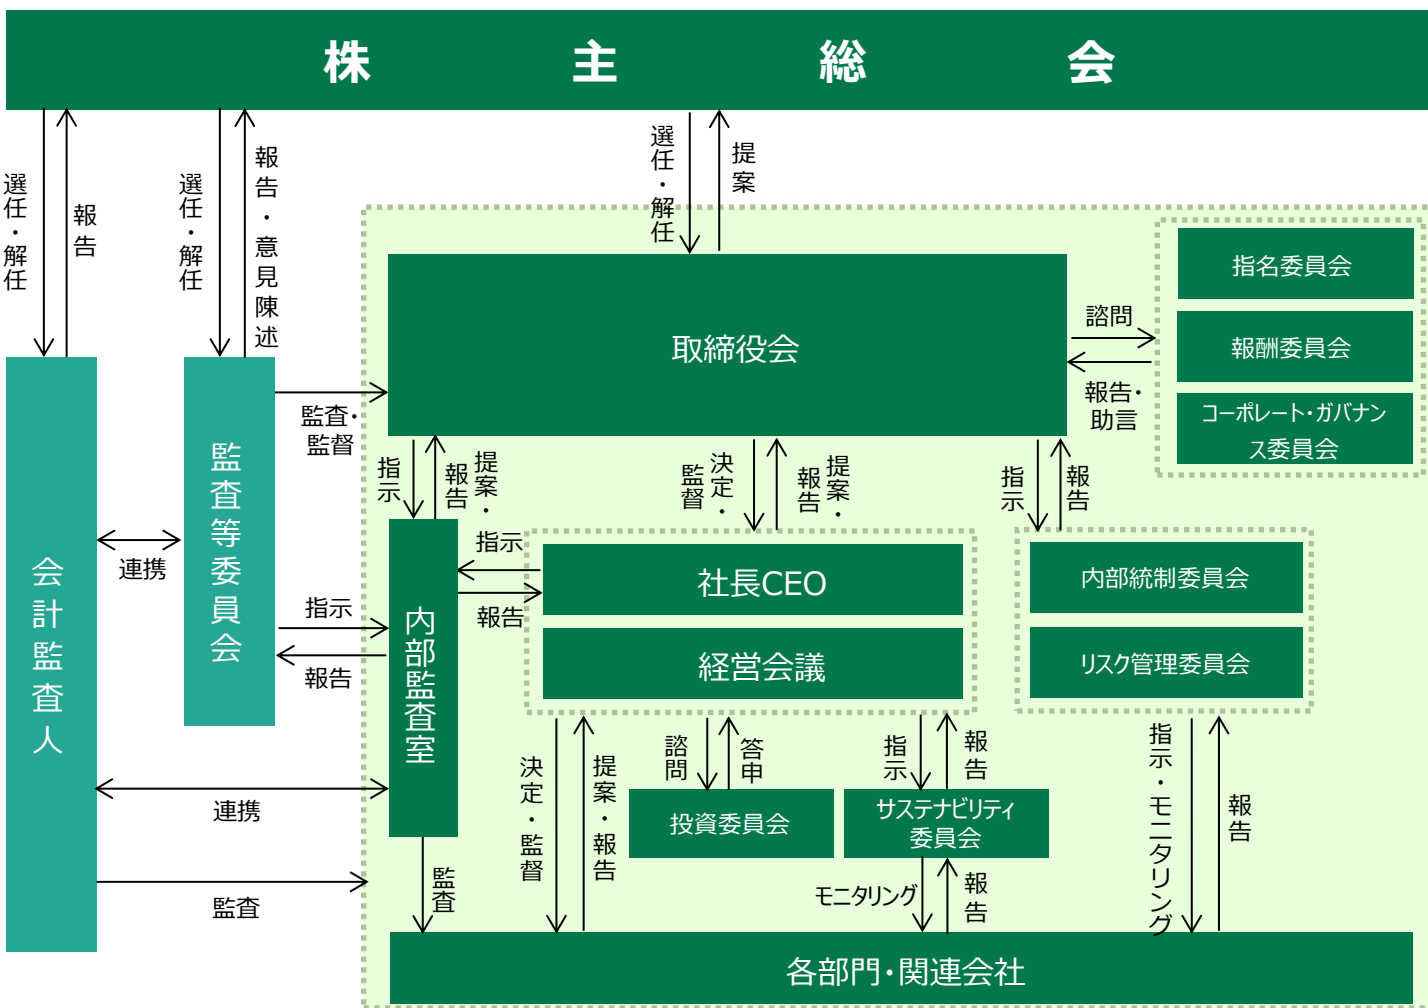 株主総会
選任・解任
報告
選任・解任
報告・意見陳述
選任・解任
提案
指名委員会
報酬委員会
コーポレート・ガバナン
ス委員会
取締役会
諮問
報告・
助言
監査・
監督
指示
提案・
報告
決定・
監督
提案・
報告
指示
報告
会計監査人
監査等委員会
連携
指示
報告
内部監査室
指示
報告
社長CEO
経営会議
内部統制委員会
リスク管理委員会
連携
監査
監査
決定・監督
提案・報告
諮問
答申
投資委員会
指示
報告
サステナビリティ
委員会
モニタリング
報告
指示・モニタリング
報告
各部門・関連会社